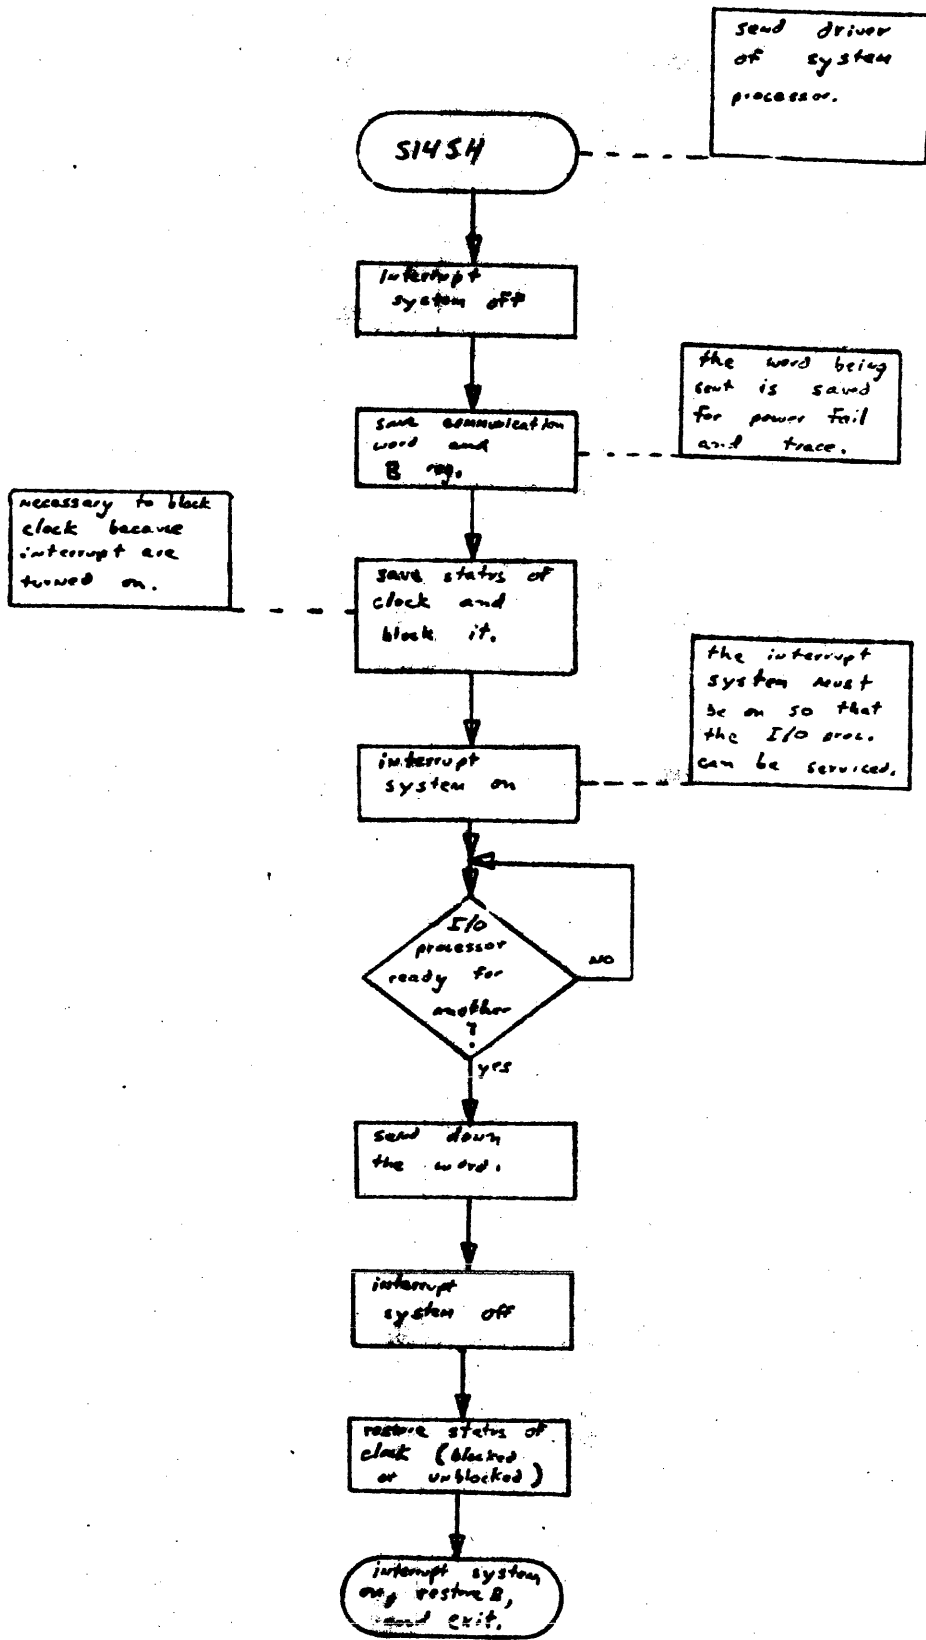 send driver
of system
processor.
S14SH
interrupt
system off
the word being
sent is saved
for power fail
and trace.
save communication
word and
B reg.
necessary to block
clock because
interrupt are
turned on.
save status of
clock and
block it.
the interrupt
system must
be on so that
the I/O proc.
can be serviced.
interrupt
system on
I/O
processor
ready for
another
?
NO
yes
send down
the word.
interrupt
system off
restore status of
clock (blocked
or unblocked)
interrupt system
on, restore B,
and exit.